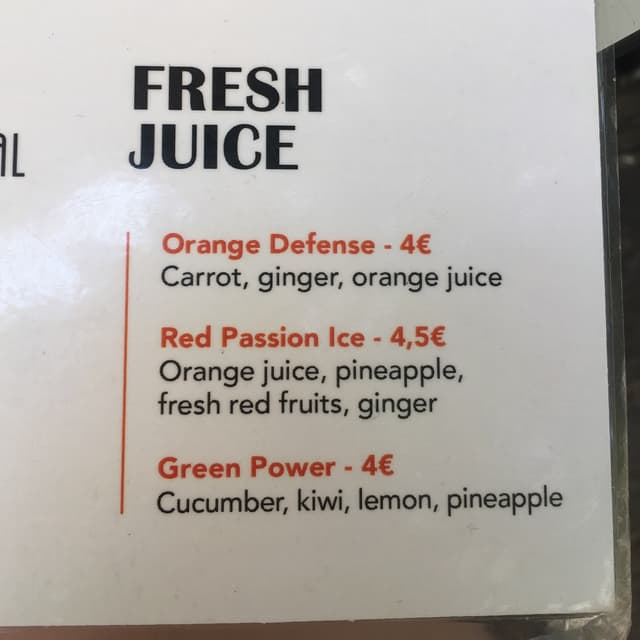 FRESH
JUICE
AL
Orange Defense - 4€
Carrot, ginger, orange juice
Red Passion Ice - 4,5€
Orange juice, pineapple,
fresh red fruits, ginger
Green Power - 4€
Cucumber, kiwi, lemon, pineapple